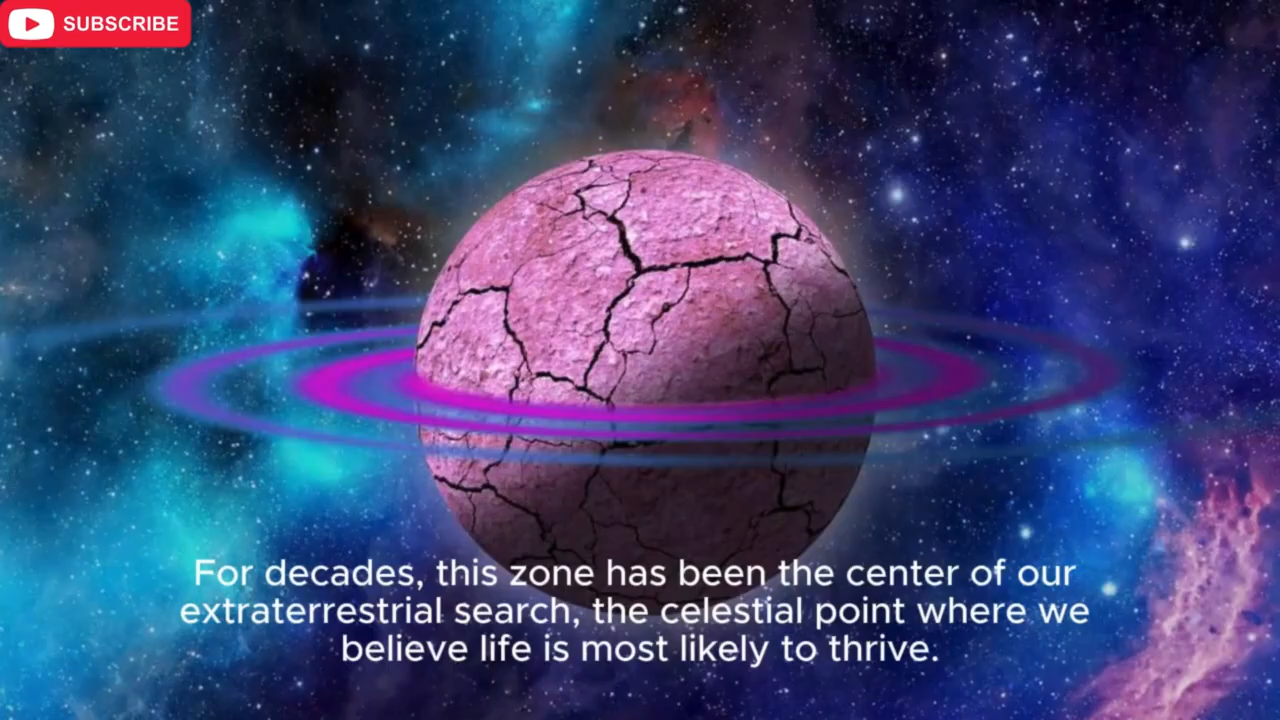 SUBSCRIBE
For decades, this zone has been the center of our
extraterrestrial search, the celestial point where we
believe life is most likely to thrive.